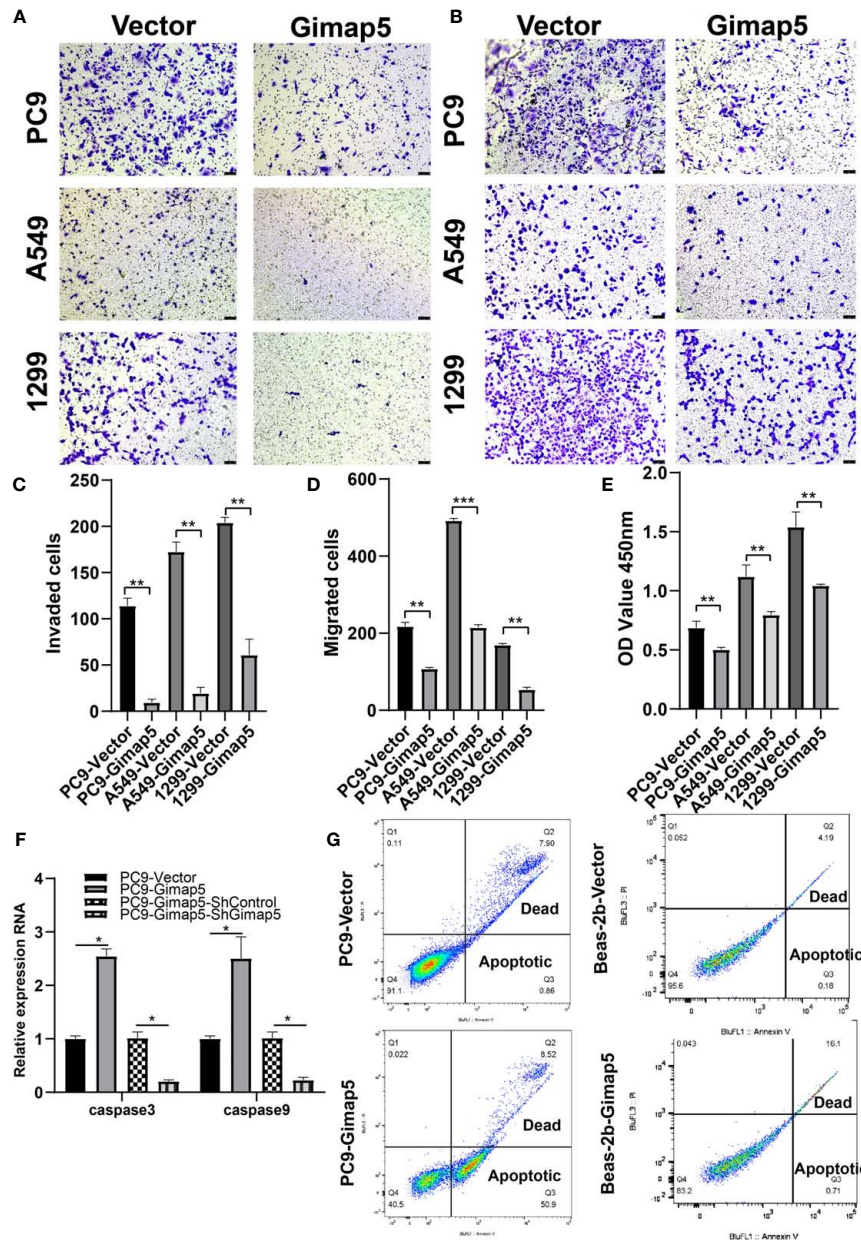 A
Vector
Gimap5
B
Vector
Gimap5
PC9
A549
1299
PC9
A549
1299
C
Invaded cells
250
200
150
100
50
0
**
**
**
PC9-Vector
PC9-Gimap5
A549-Vector
A549-Gimap5
1299-Vector
1299-Gimap5
D
Migrated cells
600
400
200
0
**
***
**
PC9-Vector
PC9-Gimap5
A549-Vector
A549-Gimap5
1299-Vector
1299-Gimap5
E
OD Value 450nm
2.0
1.5
1.0
0.5
0.0
**
**
**
PC9-Vector
PC9-Gimap5
A549-Vector
A549-Gimap5
1299-Vector
1299-Gimap5
F
PC9-Vector
PC9-Gimap5
PC9-Gimap5-ShControl
PC9-Gimap5-ShGimap5
Relative expression RNA
4
3
2
1
0
*
*
*
*
caspase3
caspase9
G
PC9-Vector
Q1
0.11
Q2
7.90
Dead
Apoptotic
Q4
91.1
Q3
0.86
BluFL1 :: Annexin V
Beas-2b-Vector
BluFL3 :: PI
Q1
0.052
Q2
4.19
Dead
Apoptotic
Q4
95.6
Q3
0.18
BluFL1 :: Annexin V
PC9-Gimap5
Q1
0.022
Q2
8.52
Dead
Apoptotic
Q4
40.5
Q3
50.9
BluFL1 :: Annexin V
Beas-2b-Gimap5
BluFL3 :: PI
0.043
16.1
Dead
Apoptotic
Q4
83.2
Q3
0.71
BluFL1 :: Annexin V